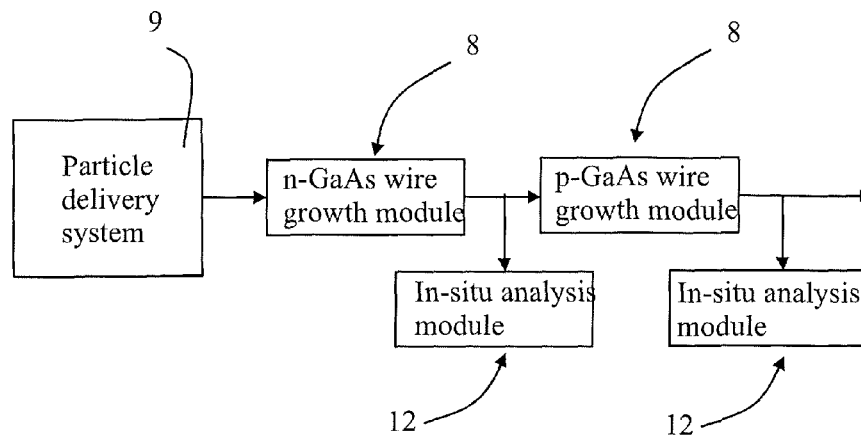 9
8
8
Particle
delivery
system
n-GaAs wire
growth module
p-GaAs wire
growth module
In-situ analysis
module
In-situ analysis
module
12
12